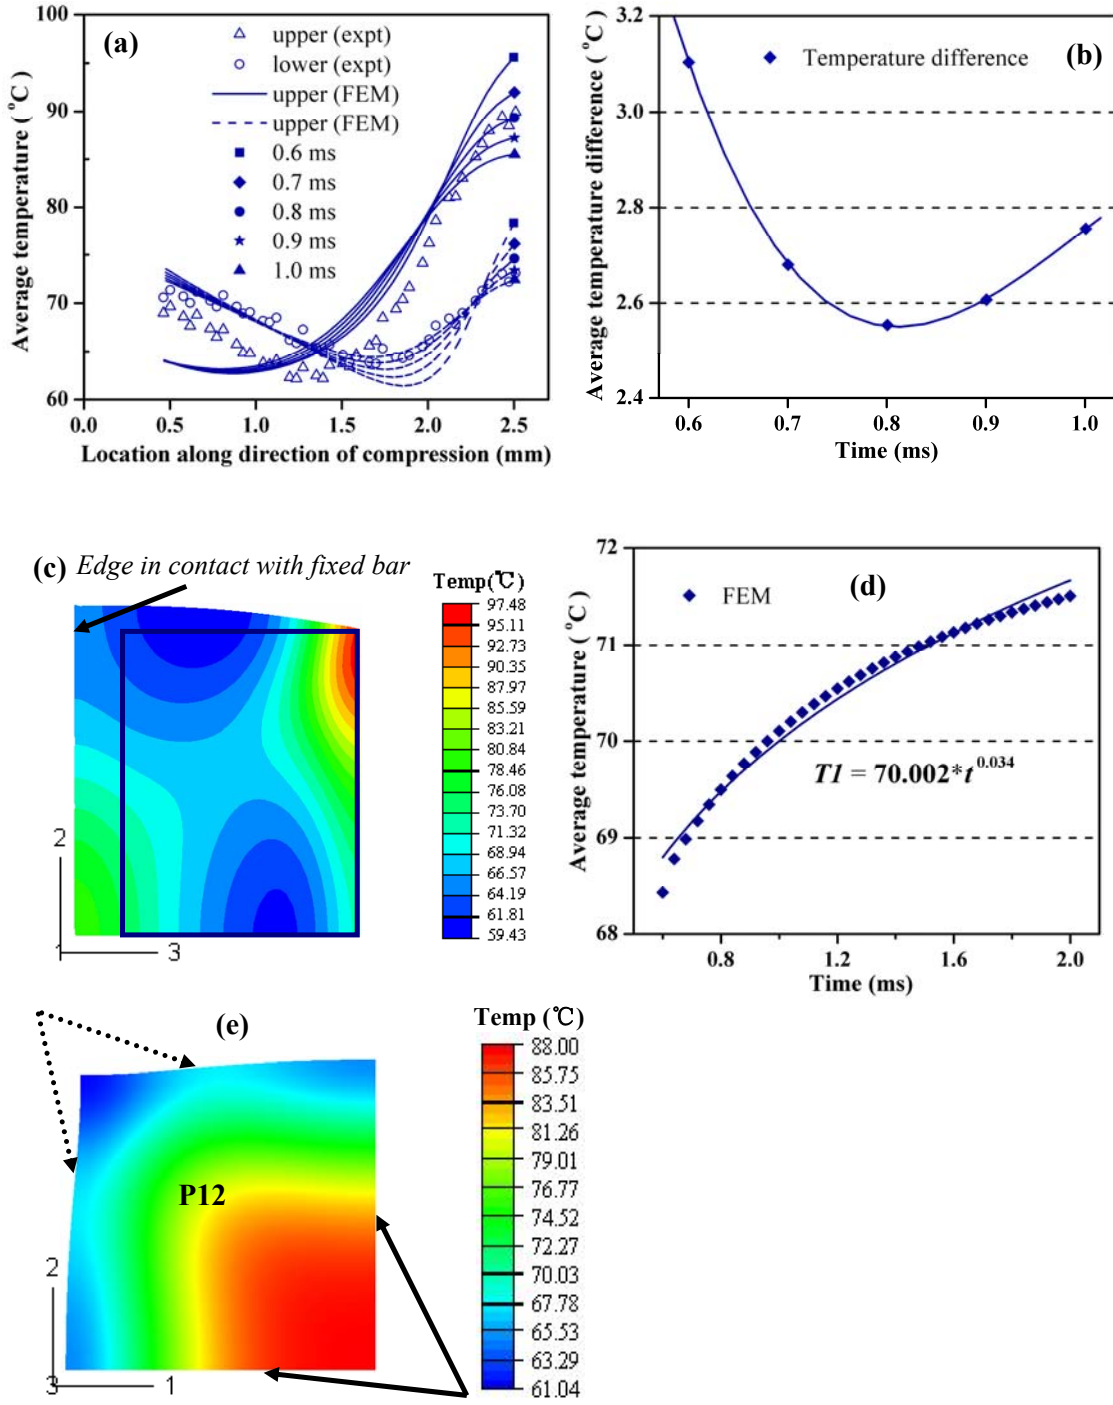 (a)
100
90
80
70
60
Average temperature ( °C )
upper (expt)
lower (expt)
upper (FEM)
upper (FEM)
0.6 ms
0.7 ms
0.8 ms
0.9 ms
1.0 ms
0.0 0.5 1.0 1.5 2.0 2.5
Location along direction of compression (mm)
(b)
3.2
3.0
2.8
2.6
2.4
Average temperature difference ( °C )
Temperature difference
0.6 0.7 0.8 0.9 1.0
Time (ms)
(c) Edge in contact with fixed bar
Temp(℃)
97.48
95.11
92.73
90.35
87.97
85.59
83.21
80.84
78.46
76.08
73.70
71.32
68.94
66.57
64.19
61.81
59.43
2
1 3
(d)
72
71
70
69
68
Average temperature ( °C )
FEM
T1 = 70.002*t^0.034
0.8 1.2 1.6 2.0
Time (ms)
(e)
Temp (℃)
88.00
85.75
83.51
81.26
79.01
76.77
74.52
72.27
70.03
67.78
65.53
63.29
61.04
P12
2
3 1